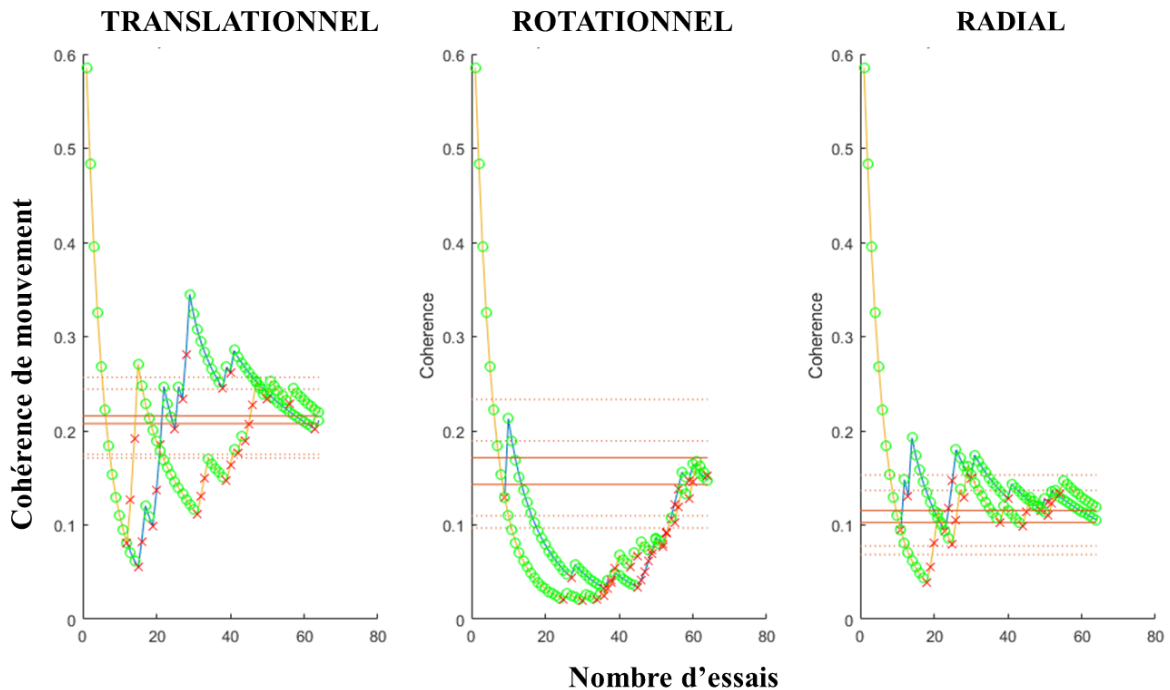 TRANSLATIONNEL ROTATIONNEL RADIAL
0.6 0.6 0.6
0.5 0.5 0.5
0.4 0.4 0.4
0.3 0.3 0.3
0.2 0.2 0.2
0.1 0.1 0.1
0 0 0
Cohérence de mouvement
Coherence
Coherence
0 20 40 60 80 0 20 40 60 80 0 20 40 60 80
Nombre d’essais